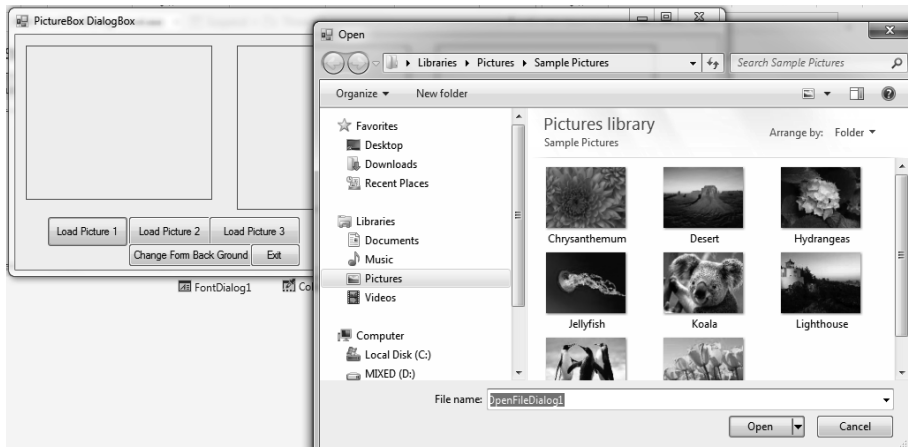 PictureBox DialogBox
Load Picture 1
Load Picture 2
Load Picture 3
Change Form Back Ground
Exit
FontDialog1
Open
Libraries
Pictures
Sample Pictures
Search Sample Pictures
Organize
New folder
Favorites
Desktop
Downloads
Recent Places
Libraries
Documents
Music
Pictures
Videos
Computer
Local Disk (C:)
MIXED (D:)
Pictures library
Sample Pictures
Arrange by: Folder
Chrysanthemum
Desert
Hydrangeas
Jellyfish
Koala
Lighthouse
File name: OpenFileDialog1
Open
Cancel